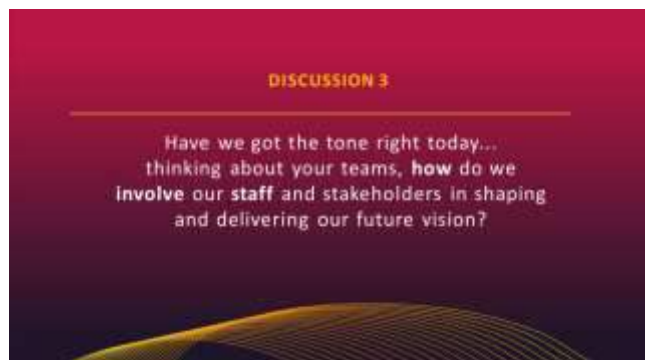 DISCUSSION 3
Have we got the tone right today...
thinking about your teams, how do we
involve our staff and stakeholders in shaping
and delivering our future vision?